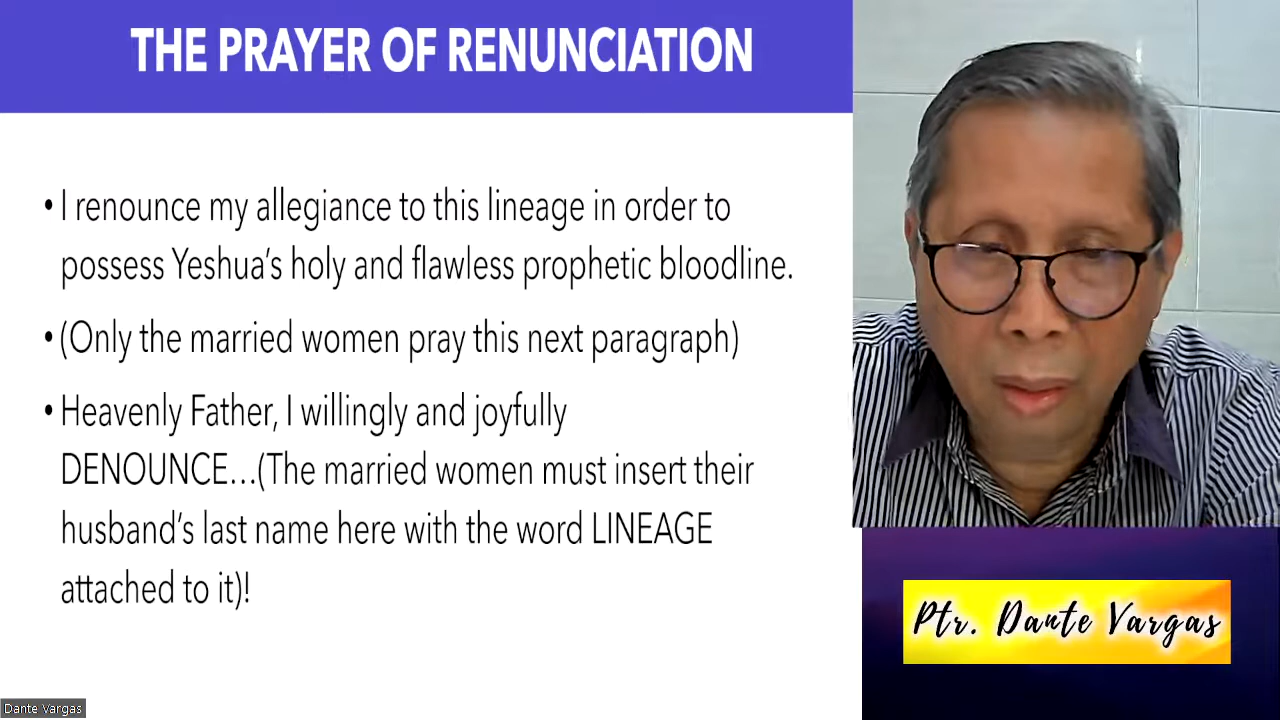 THE PRAYER OF RENUNCIATION
• I renounce my allegiance to this lineage in order to
possess Yeshua’s holy and flawless prophetic bloodline.
• (Only the married women pray this next paragraph)
• Heavenly Father, I willingly and joyfully
DENOUNCE…(The married women must insert their
husband’s last name here with the word LINEAGE
attached to it)!
Ptr. Dante Vargas
Dante Vargas